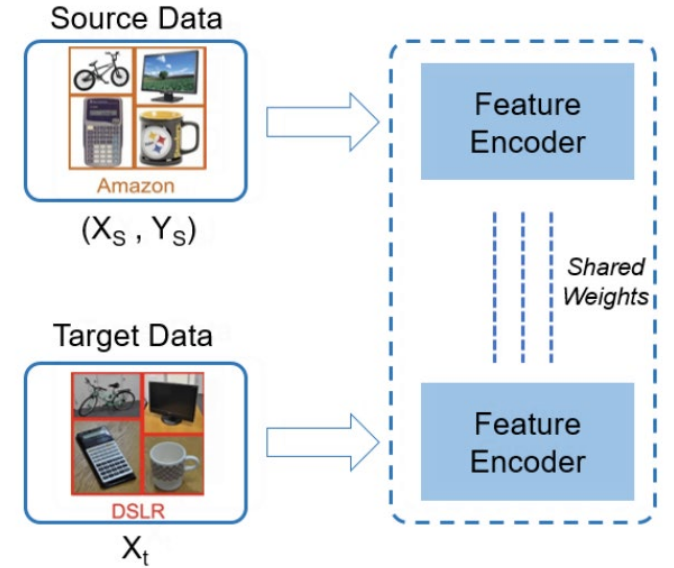 Source Data
Amazon
(X_S , Y_S)
Feature
Encoder
Shared
Weights
Target Data
DSLR
X_t
Feature
Encoder